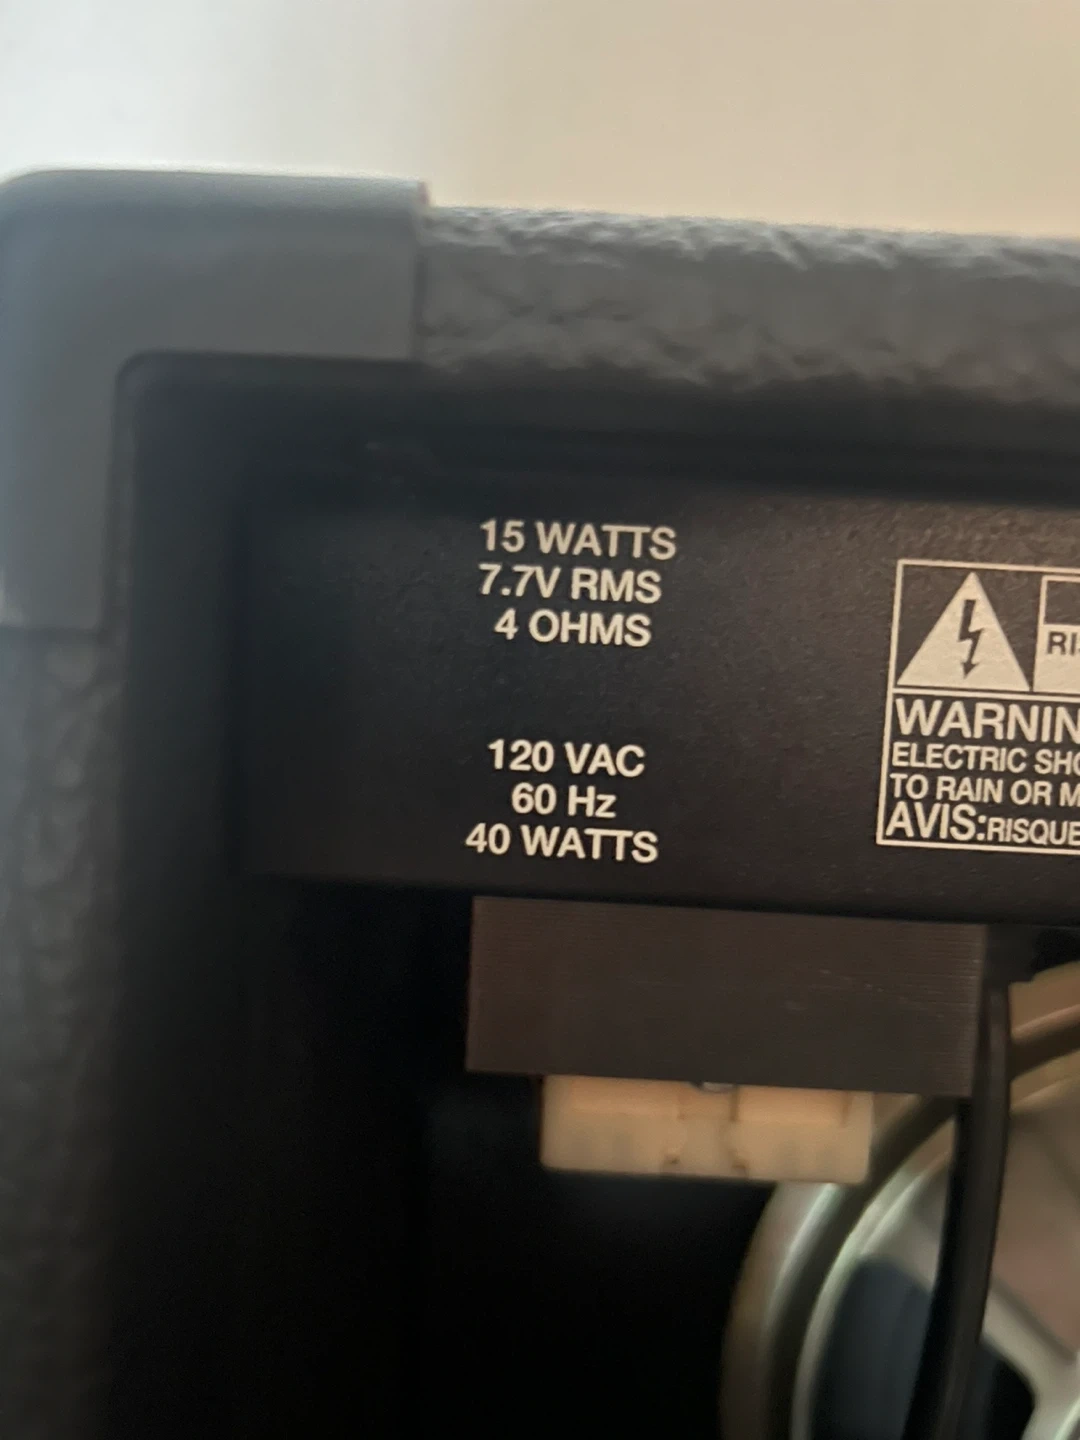 15 WATTS
7.7V RMS
4 OHMS
120 VAC
60 Hz
40 WATTS
WARNIN
ELECTRIC SHO
TO RAIN OR M
AVIS:RISQUE